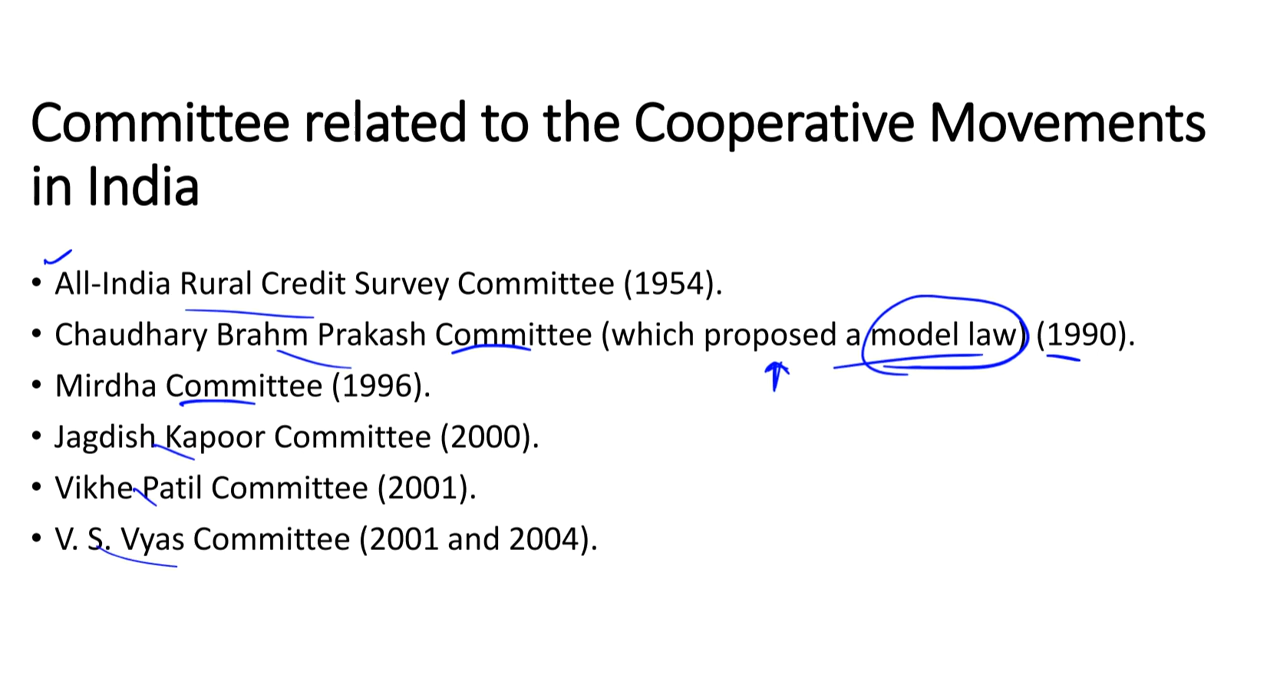 Committee related to the Cooperative Movements
in India
• All-India Rural Credit Survey Committee (1954).
• Chaudhary Brahm Prakash Committee (which proposed a model law) (1990).
• Mirdha Committee (1996).
• Jagdish Kapoor Committee (2000).
• Vikhe Patil Committee (2001).
• V. S. Vyas Committee (2001 and 2004).